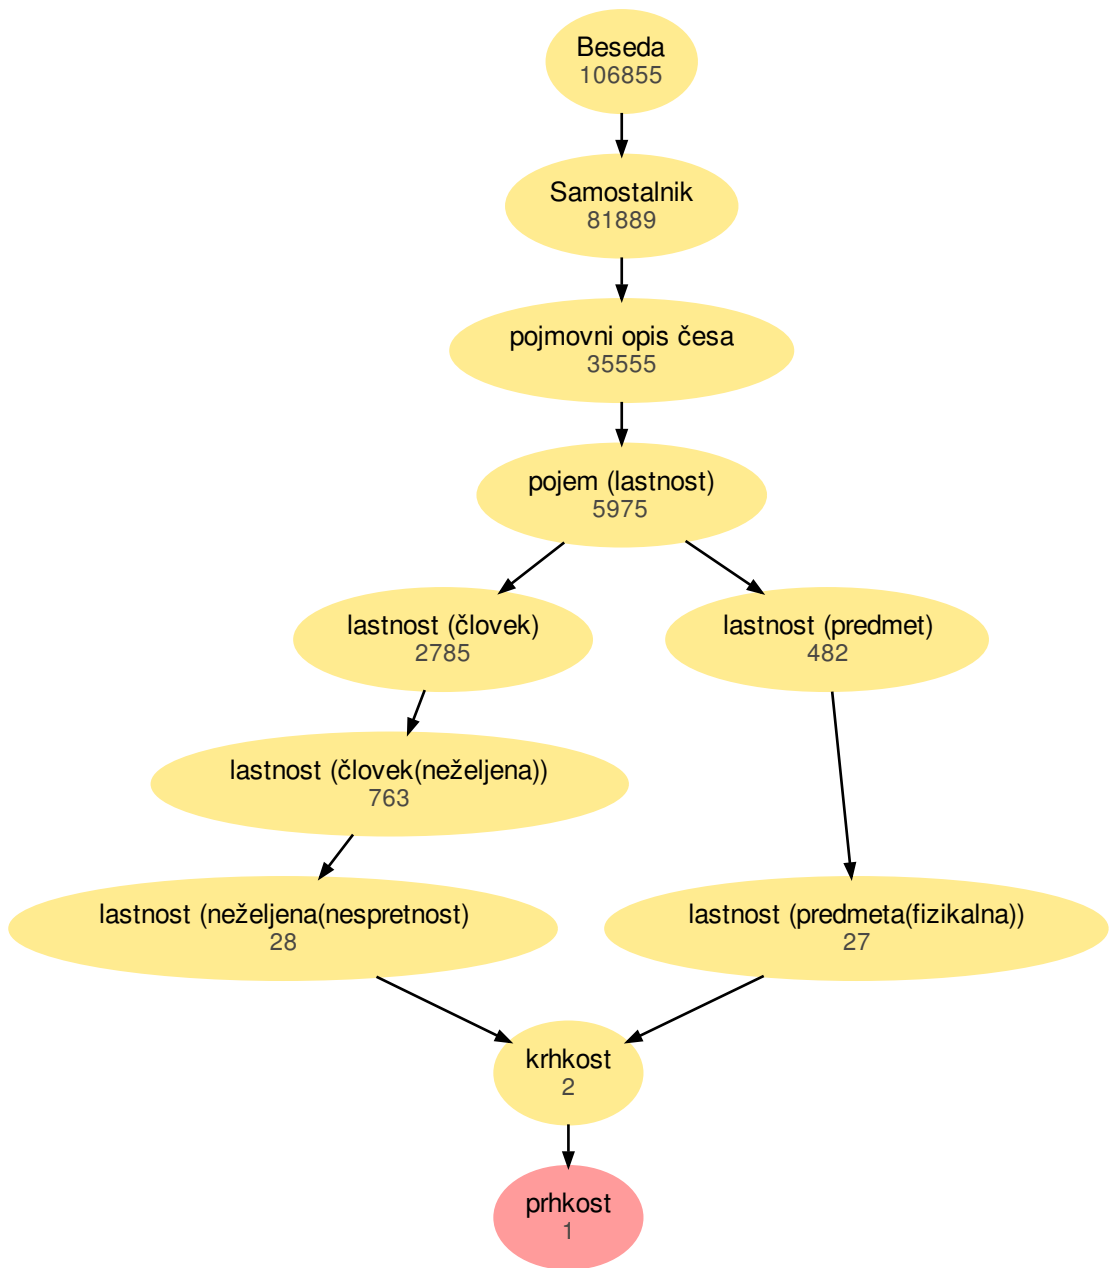 Beseda
106855
Samostalnik
81889
pojmovni opis česa
35555
pojem (lastnost)
5975
lastnost (človek)
2785
lastnost (predmet)
482
lastnost (človek(neželjena))
763
lastnost (neželjena(nespretnost)
28
lastnost (predmeta(fizikalna))
27
krhkost
2
prhkost
1